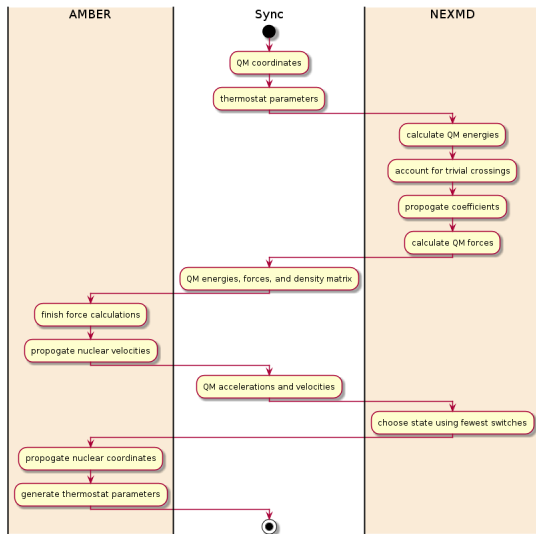 AMBER
Sync
NEXMD
QM coordinates
thermostat parameters
calculate QM energies
account for trivial crossings
propogate coefficients
calculate QM forces
QM energies, forces, and density matrix
finish force calculations
propogate nuclear velocities
QM accelerations and velocities
choose state using fewest switches
propogate nuclear coordinates
generate thermostat parameters